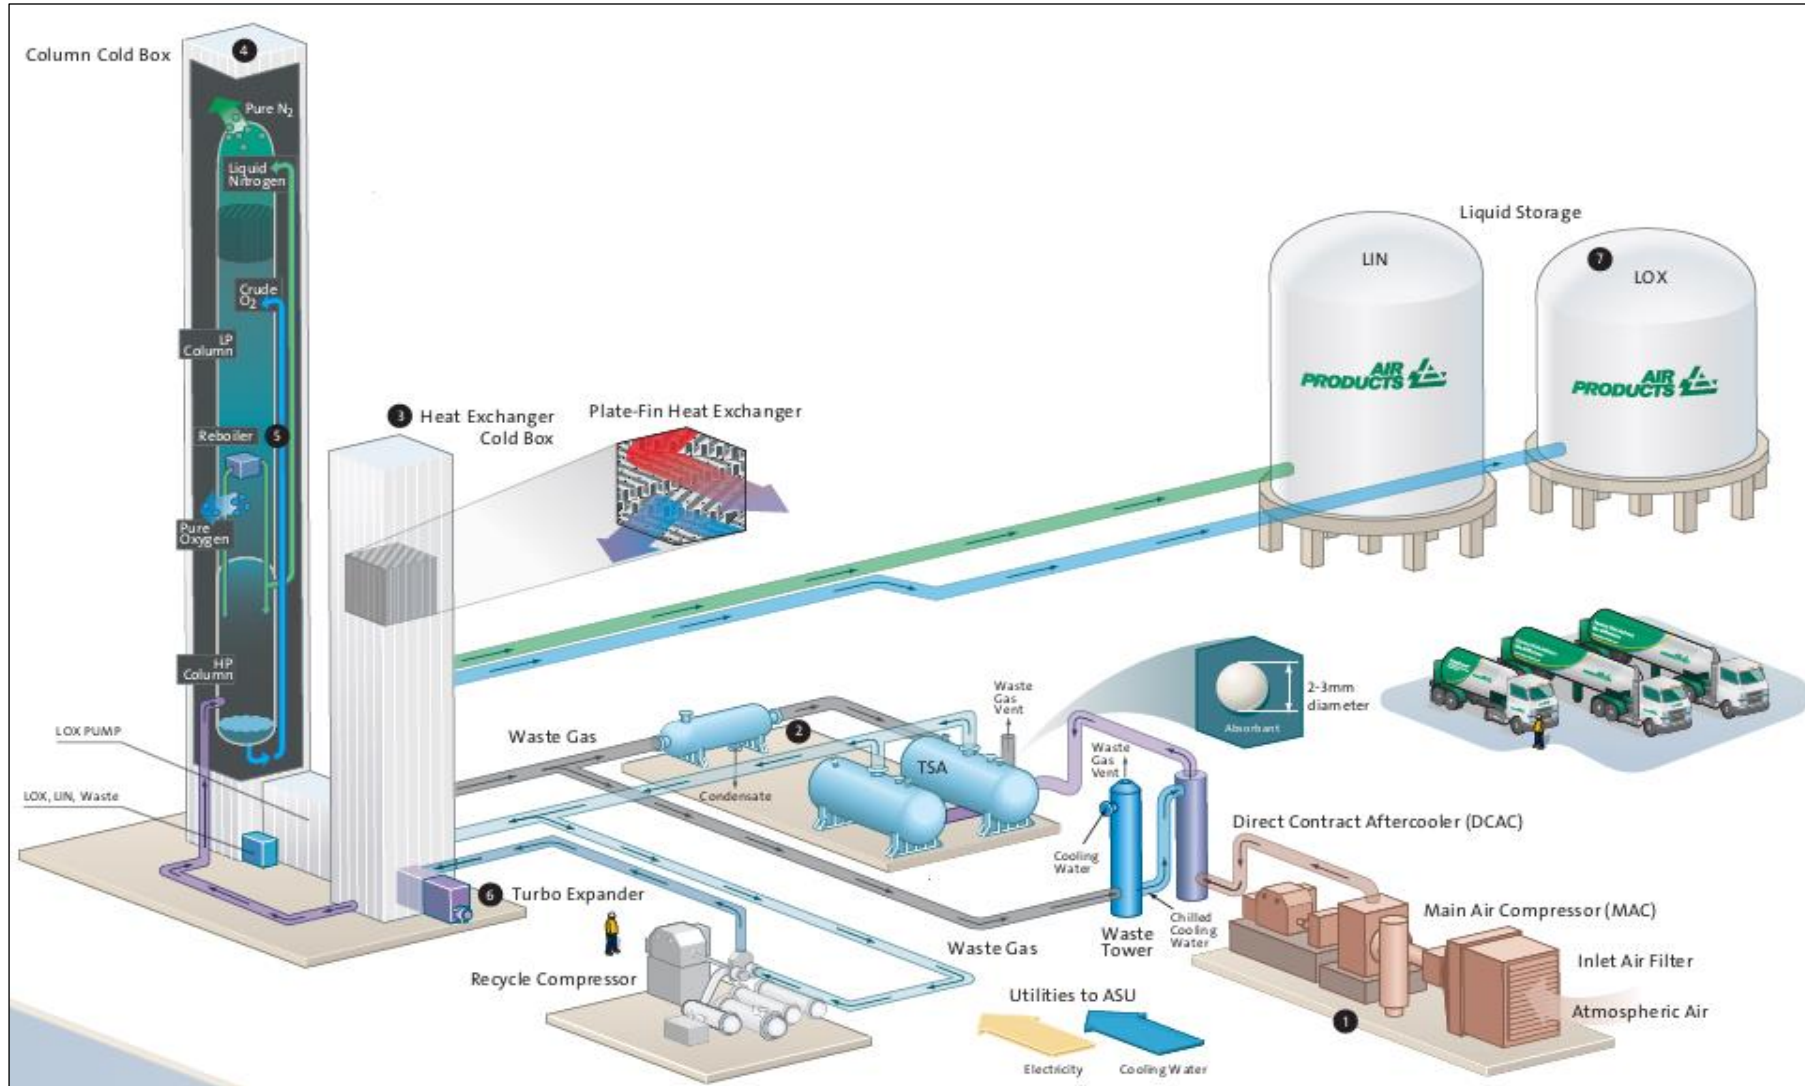 Column Cold Box
4
Pure N2
Liquid
Nitrogen
Crude
O2
LP
Column
Reboiler
5
Pure
Oxygen
HP
Column
LOX PUMP
LOX, LIN, Waste
3
Heat Exchanger
Cold Box
Plate-Fin Heat Exchanger
Liquid Storage
LIN
AIR
PRODUCTS
7
LOX
AIR
PRODUCTS
Waste Gas
2
Condensate
TSA
Waste
Gas
Vent
2-3mm
diameter
Absorbant
Waste
Gas
Vent
Cooling
Water
Chilled
Cooling
Water
Waste
Tower
Waste Gas
Direct Contract Aftercooler (DCAC)
Main Air Compressor (MAC)
Inlet Air Filter
Atmospheric Air
1
6
Turbo Expander
Recycle Compressor
Utilities to ASU
Electricity
Cooling Water